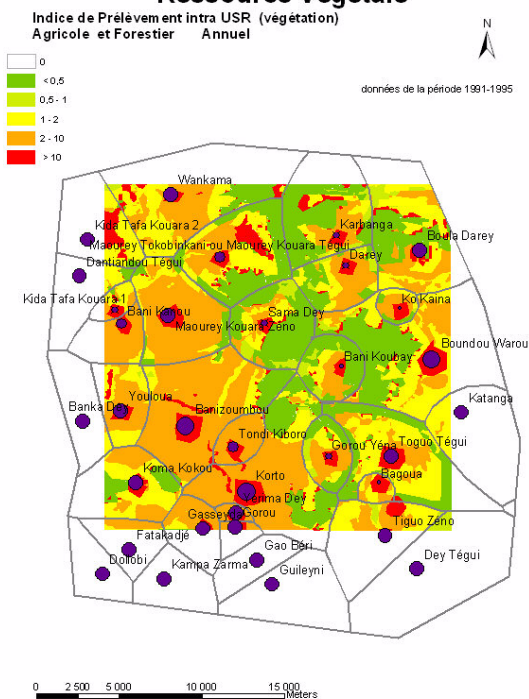 Ressoures végétale
Indice de Prélèvement intra USR (végétation)
Agricole et Forestier Annuel
N
données de la période 1991-1995
0
< 0,5
0,5 - 1
1 - 2
2 - 10
> 10
Wankama
Kida Tafa Kouara 2
Karbanga
Maourey Tokobinkani-ou Maourey Kouara Tégui
Boula Darey
Dantiandou Tégui
Darey
Kida Tafa Kouara 1
Ko Kaina
Bani Kanou
Sama Dey
Maourey Kouara Zéno
Bani Koubay
Boundou Warou
Youloua
Banka Dey
Banizoumbou
Katanga
Tondi Kiboro
Gorou Yéna
Toguo Tégui
Koma Kokou
Korto
Bagoua
Yerima Dey
Gasseyda
Gorou
Tiguo Zéno
Fatakadjé
Gao Béri
Dollobi
Kampa Zarma
Guileyni
Dey Tégui
0 2 500 5 000 10 000 15 000
Meters